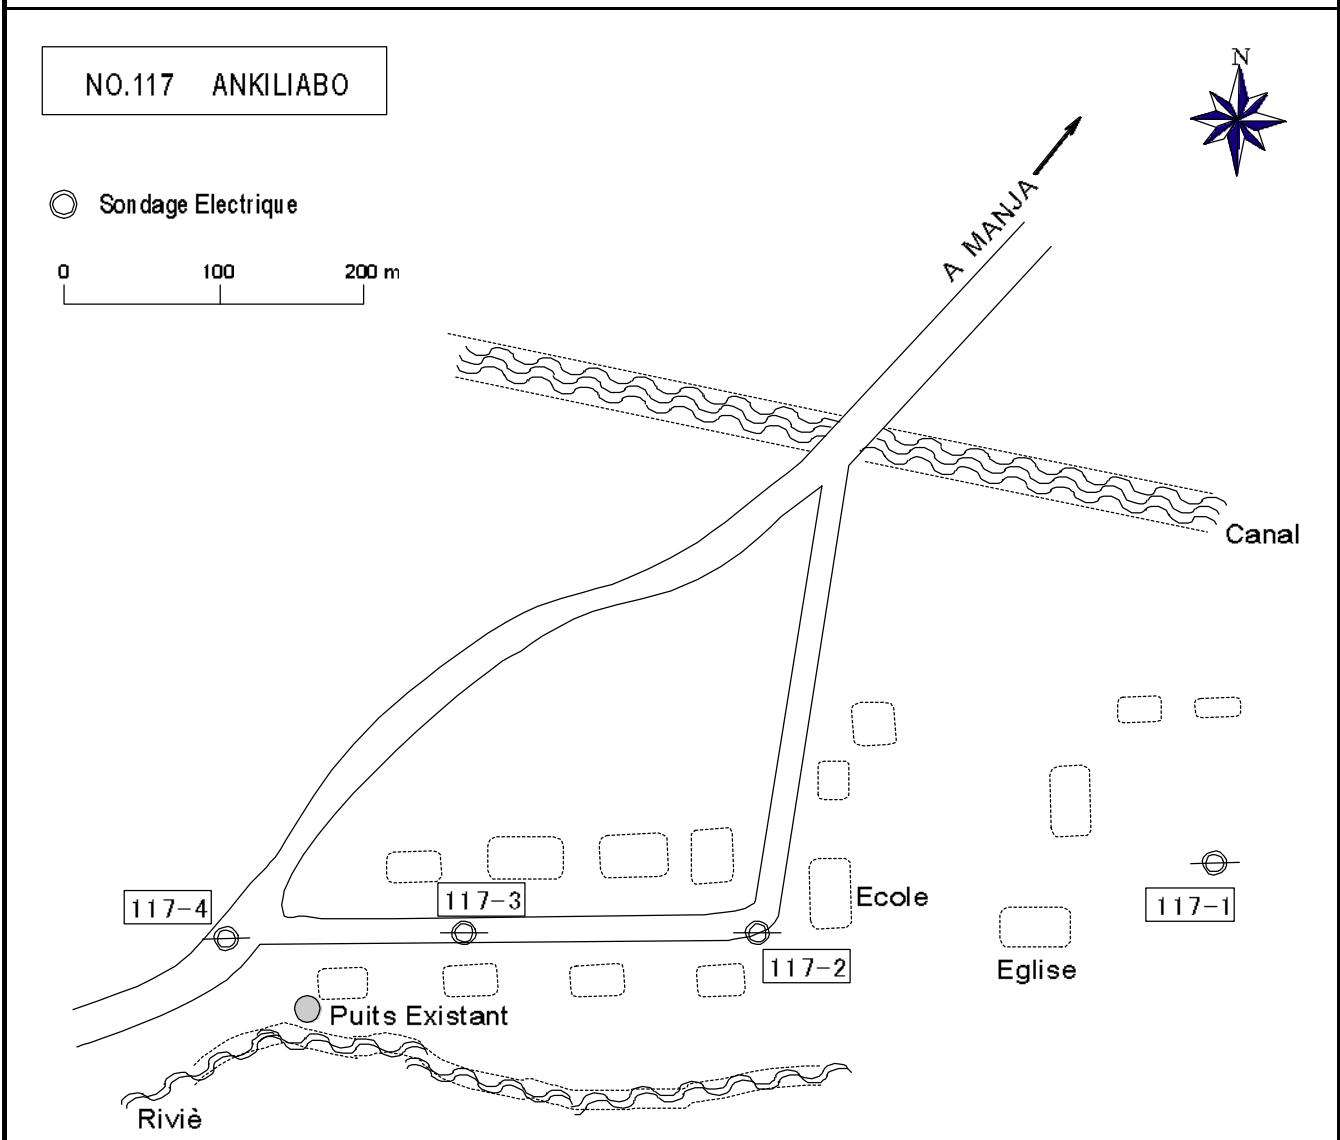 NO.117 ANKILIABO
N
Sondage Electrique
0 100 200 m
A MANJA
Canal
117-4
117-3
Ecole
117-1
117-2
Eglise
Puits Existant
Riviè